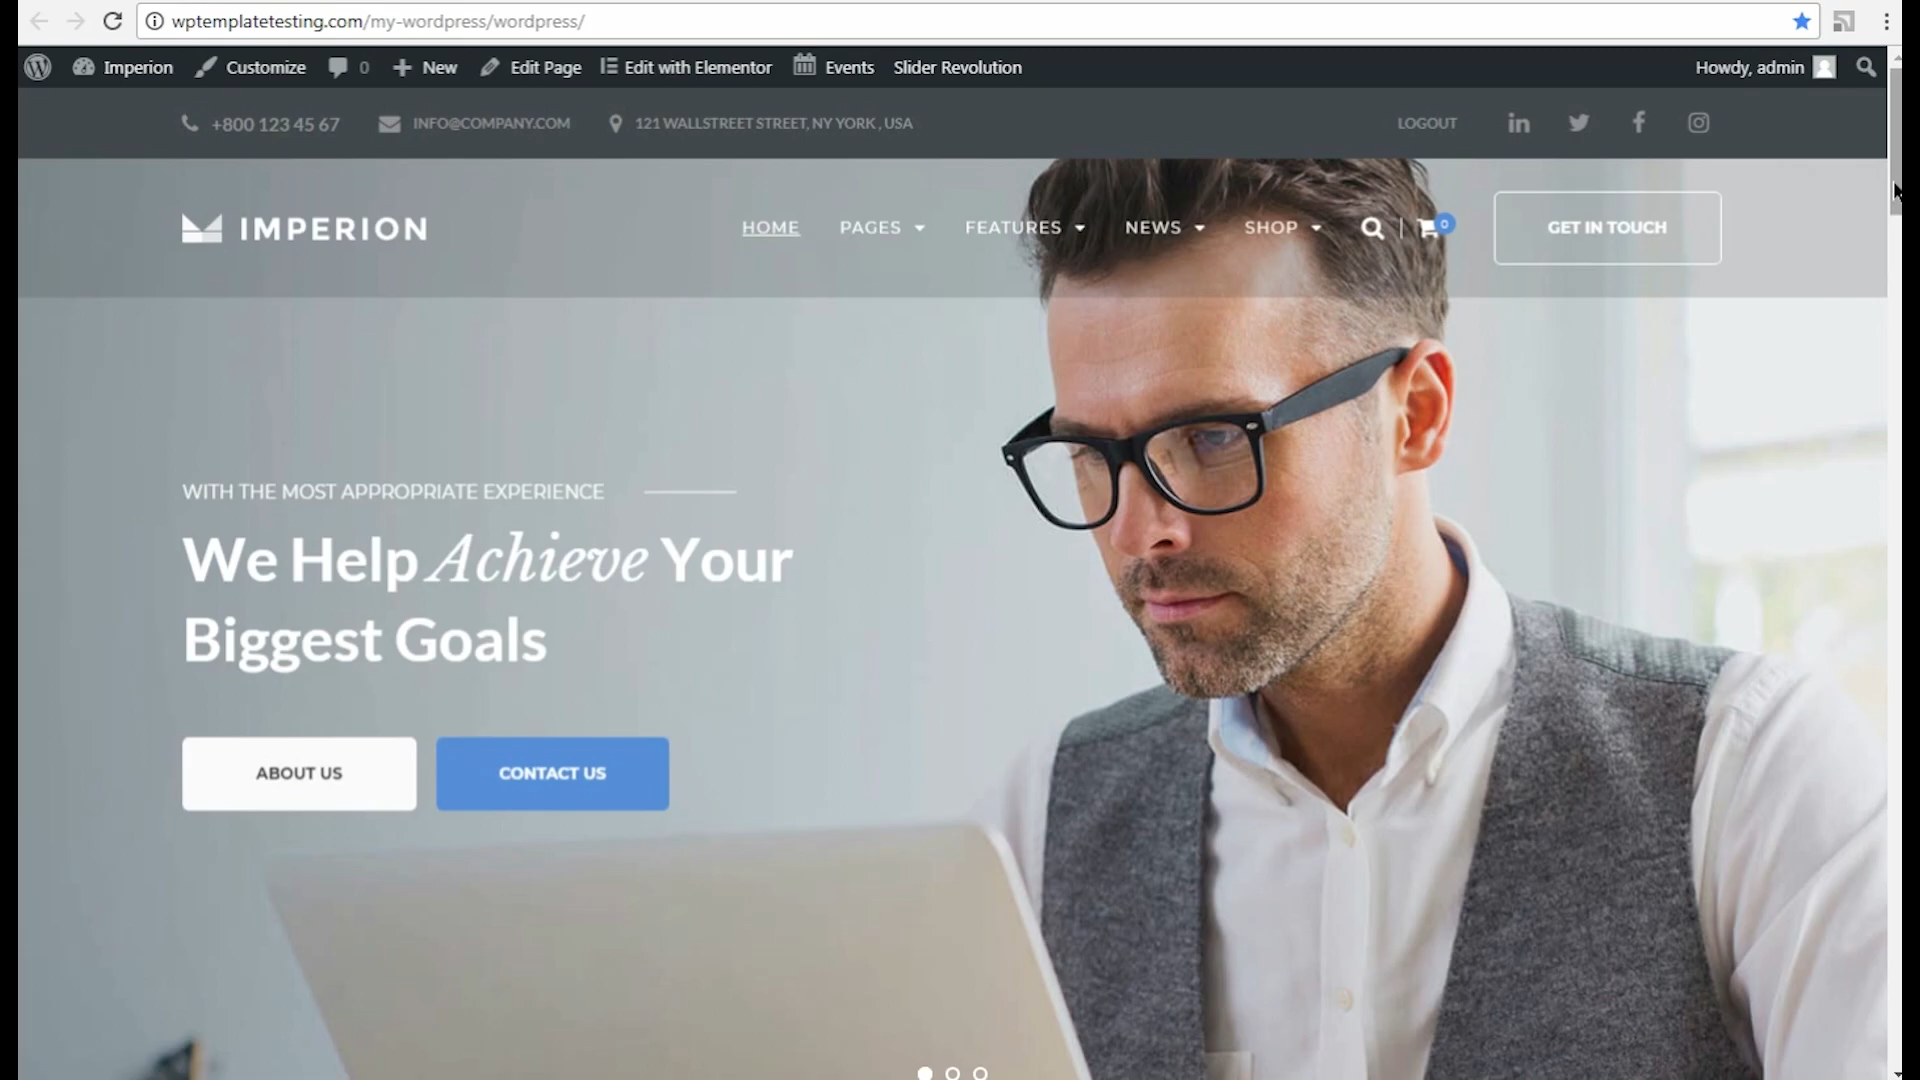 wptemplatetesting.com/my-wordpress/wordpress/
Imperion Customize 0 New Edit Page Edit with Elementor Events Slider Revolution Howdy, admin
+800 123 45 67 INFO@COMPANY.COM 121 WALLSTREET STREET, NY YORK , USA LOGOUT
IMPERION HOME PAGES FEATURES NEWS SHOP 0 GET IN TOUCH
WITH THE MOST APPROPRIATE EXPERIENCE
We Help Achieve Your
Biggest Goals
ABOUT US CONTACT US